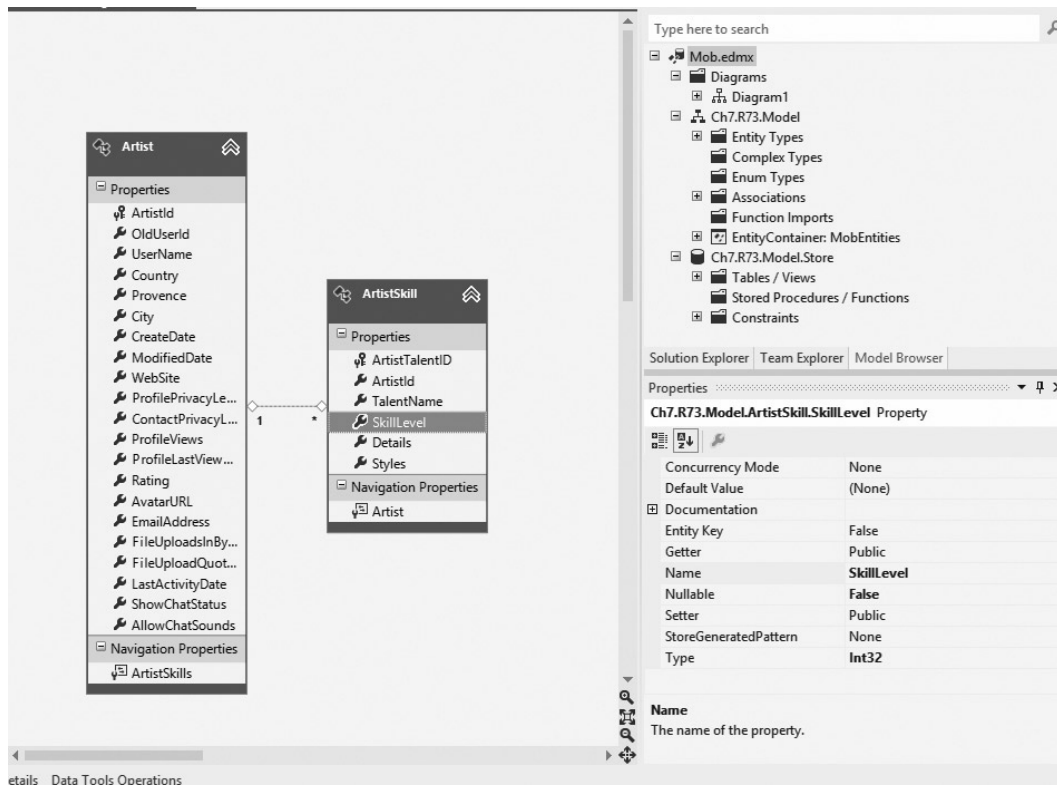 Artist
Properties
ArtistId
OldUserId
UserName
Country
Provence
City
CreateDate
ModifiedDate
WebSite
ProfilePrivacyLe...
ContactPrivacyL...
ProfileViews
ProfileLastView...
Rating
AvatarURL
EmailAddress
FileUploadsInBy...
FileUploadQuot...
LastActivityDate
ShowChatStatus
AllowChatSounds
Navigation Properties
ArtistSkills
1
*
ArtistSkill
Properties
ArtistTalentID
ArtistId
TalentName
SkillLevel
Details
Styles
Navigation Properties
Artist
etails Data Tools Operations
Type here to search
Mob.edmx
Diagrams
Diagram1
Ch7.R73.Model
Entity Types
Complex Types
Enum Types
Associations
Function Imports
EntityContainer: MobEntities
Ch7.R73.Model.Store
Tables / Views
Stored Procedures / Functions
Constraints
Solution Explorer Team Explorer Model Browser
Properties
Ch7.R73.Model.ArtistSkill.SkillLevel Property
Concurrency Mode None
Default Value (None)
Documentation
Entity Key False
Getter Public
Name SkillLevel
Nullable False
Setter Public
StoreGeneratedPattern None
Type Int32
Name
The name of the property.